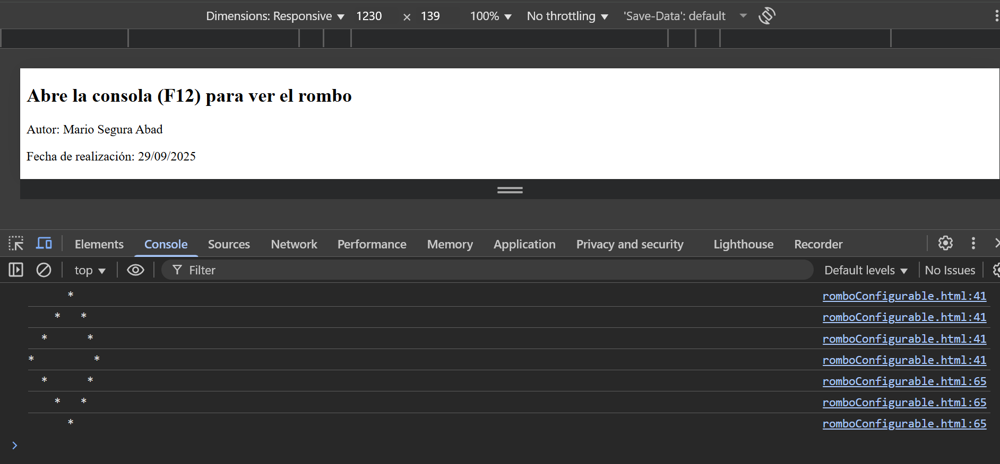 Dimensions: Responsive ▼ 1230 × 139 100% ▼ No throttling ▼ 'Save-Data': default ▼
Abre la consola (F12) para ver el rombo
Autor: Mario Segura Abad
Fecha de realización: 29/09/2025
Elements Console Sources Network Performance Memory Application Privacy and security Lighthouse Recorder
top ▼ Filter Default levels ▼ No Issues
      * romboConfigurable.html:41
    *   * romboConfigurable.html:41
  *      * romboConfigurable.html:41
*         * romboConfigurable.html:41
  *      * romboConfigurable.html:65
    *   * romboConfigurable.html:65
      * romboConfigurable.html:65
>